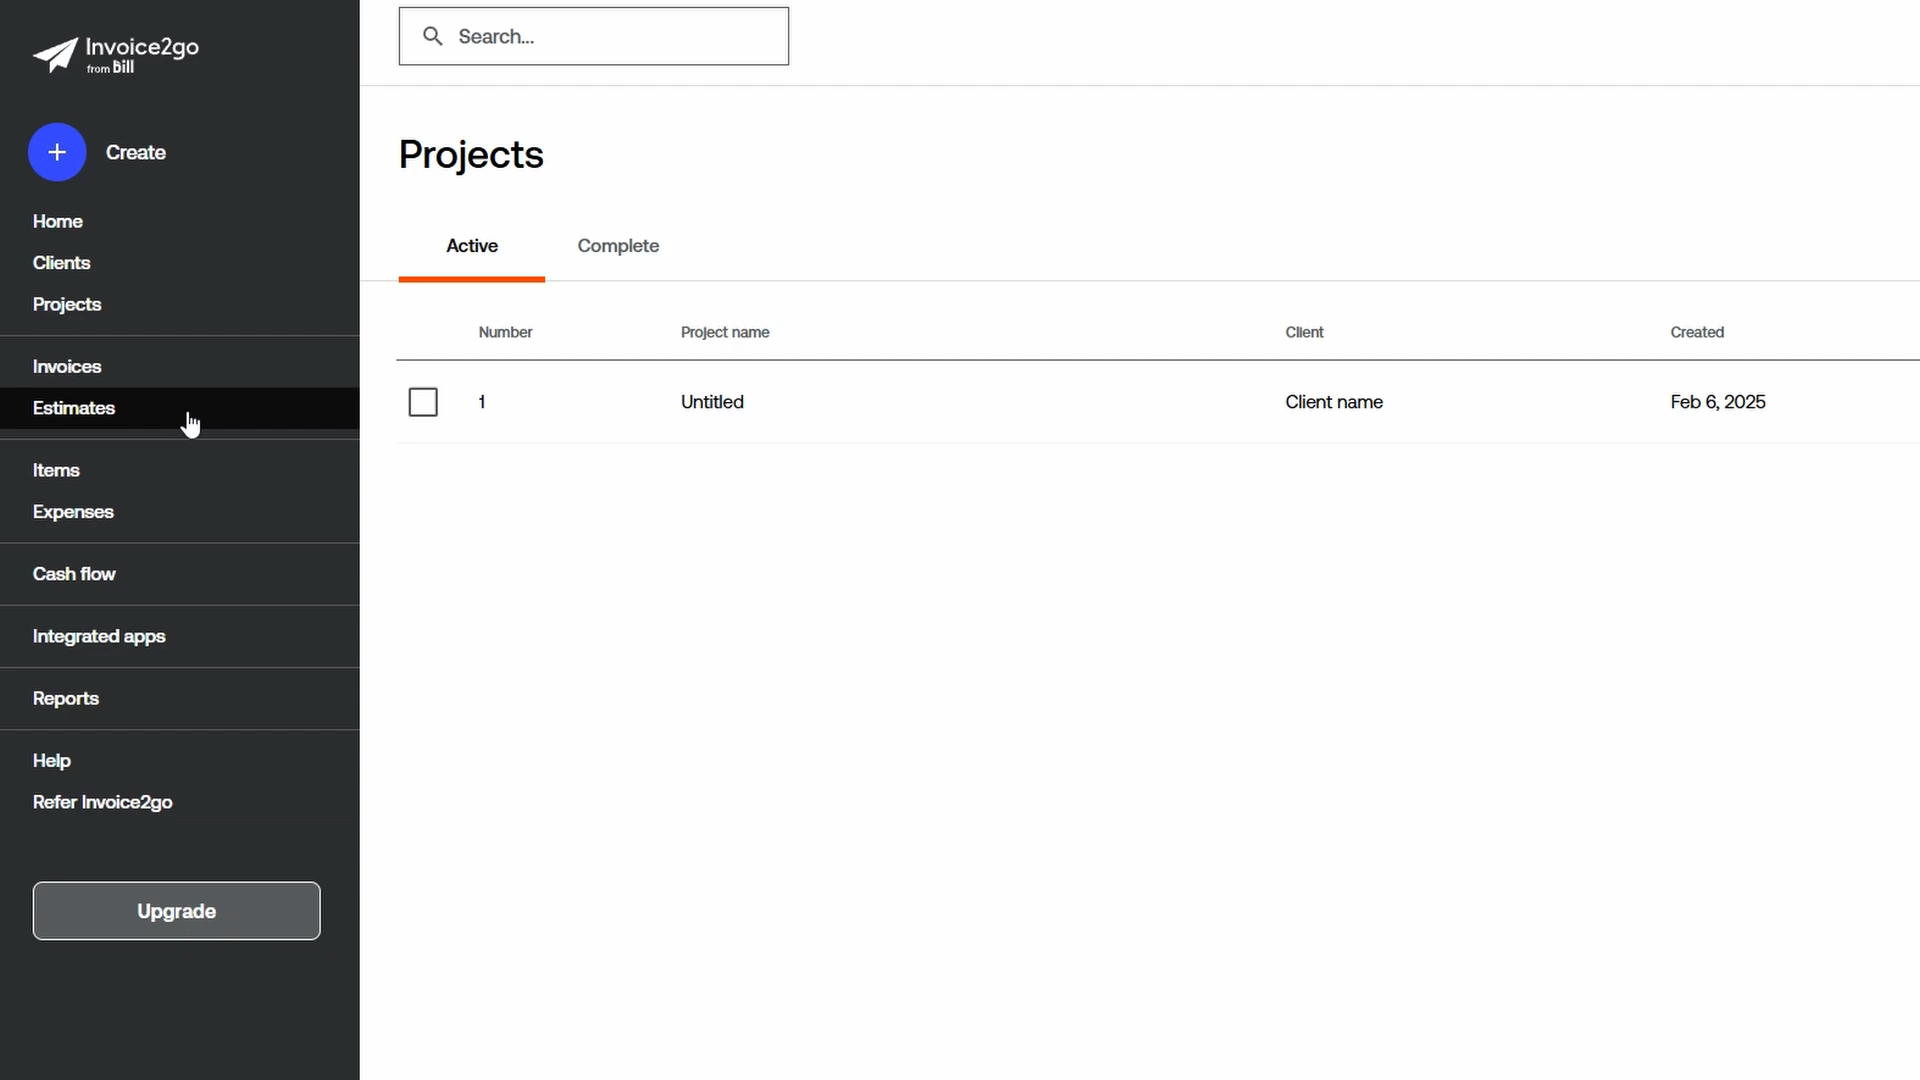 Invoice2go
from Bill
Search...
Create
Home
Clients
Projects
Invoices
Estimates
Items
Expenses
Cash flow
Integrated apps
Reports
Help
Refer Invoice2go
Upgrade
Projects
Active Complete
Number Project name Client Created
1 Untitled Client name Feb 6, 2025